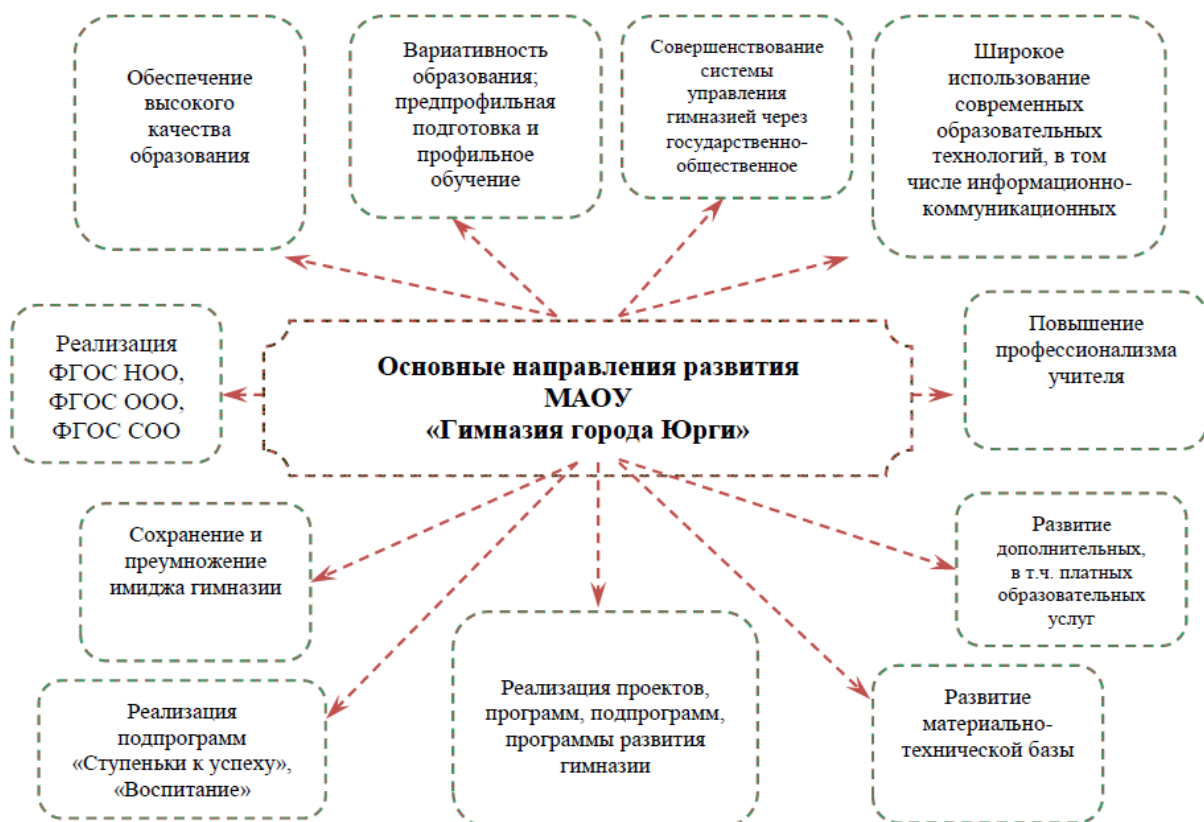 Обеспечение
высокого
качества
образования
Вариативность
образования;
предпрофильная
подготовка и
профильное
обучение
Совершенствование
системы
управления
гимназией через
государственно-
общественное
Широкое
использование
современных
образовательных
технологий, в том
числе информационно-
коммуникационных
Реализация
ФГОС НОО,
ФГОС ООО,
ФГОС СОО
Основные направления развития
МАОУ
«Гимназия города Юрги»
Повышение
профессионализма
учителя
Сохранение и
преумножение
имиджа гимназии
Развитие
дополнительных,
в т.ч. платных
образовательных
услуг
Реализация
подпрограмм
«Ступеньки к успеху»,
«Воспитание»
Реализация проектов,
программ, подпрограмм,
программы развития
гимназии
Развитие
материально-
технической базы